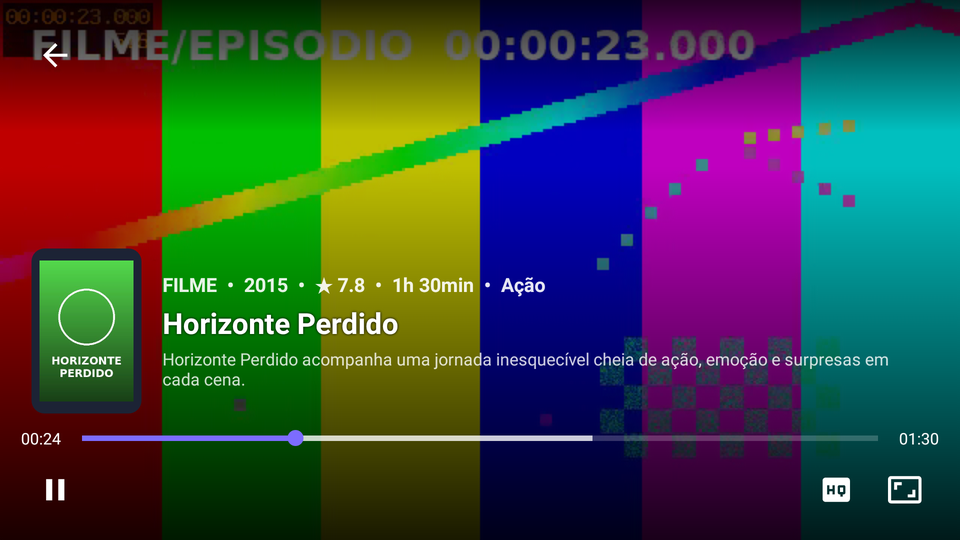 00:00:23.000
FILME/EPISODIO 00:00:23.000
FILME • 2015 • ★ 7.8 • 1h 30min • Ação
Horizonte Perdido
HORIZONTE
PERDIDO
Horizonte Perdido acompanha uma jornada inesquecível cheia de ação, emoção e surpresas em
cada cena.
00:24
01:30
HQ